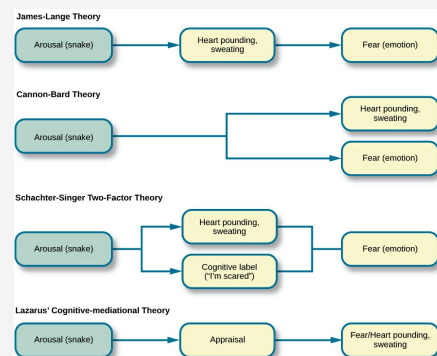 James-Lange Theory
Arousal (snake)
Heart pounding,
sweating
Fear (emotion)
Cannon-Bard Theory
Arousal (snake)
Heart pounding,
sweating
Fear (emotion)
Schachter-Singer Two-Factor Theory
Arousal (snake)
Heart pounding,
sweating
Cognitive label
("I'm scared")
Fear (emotion)
Lazarus' Cognitive-mediational Theory
Arousal (snake)
Appraisal
Fear/Heart pounding,
sweating